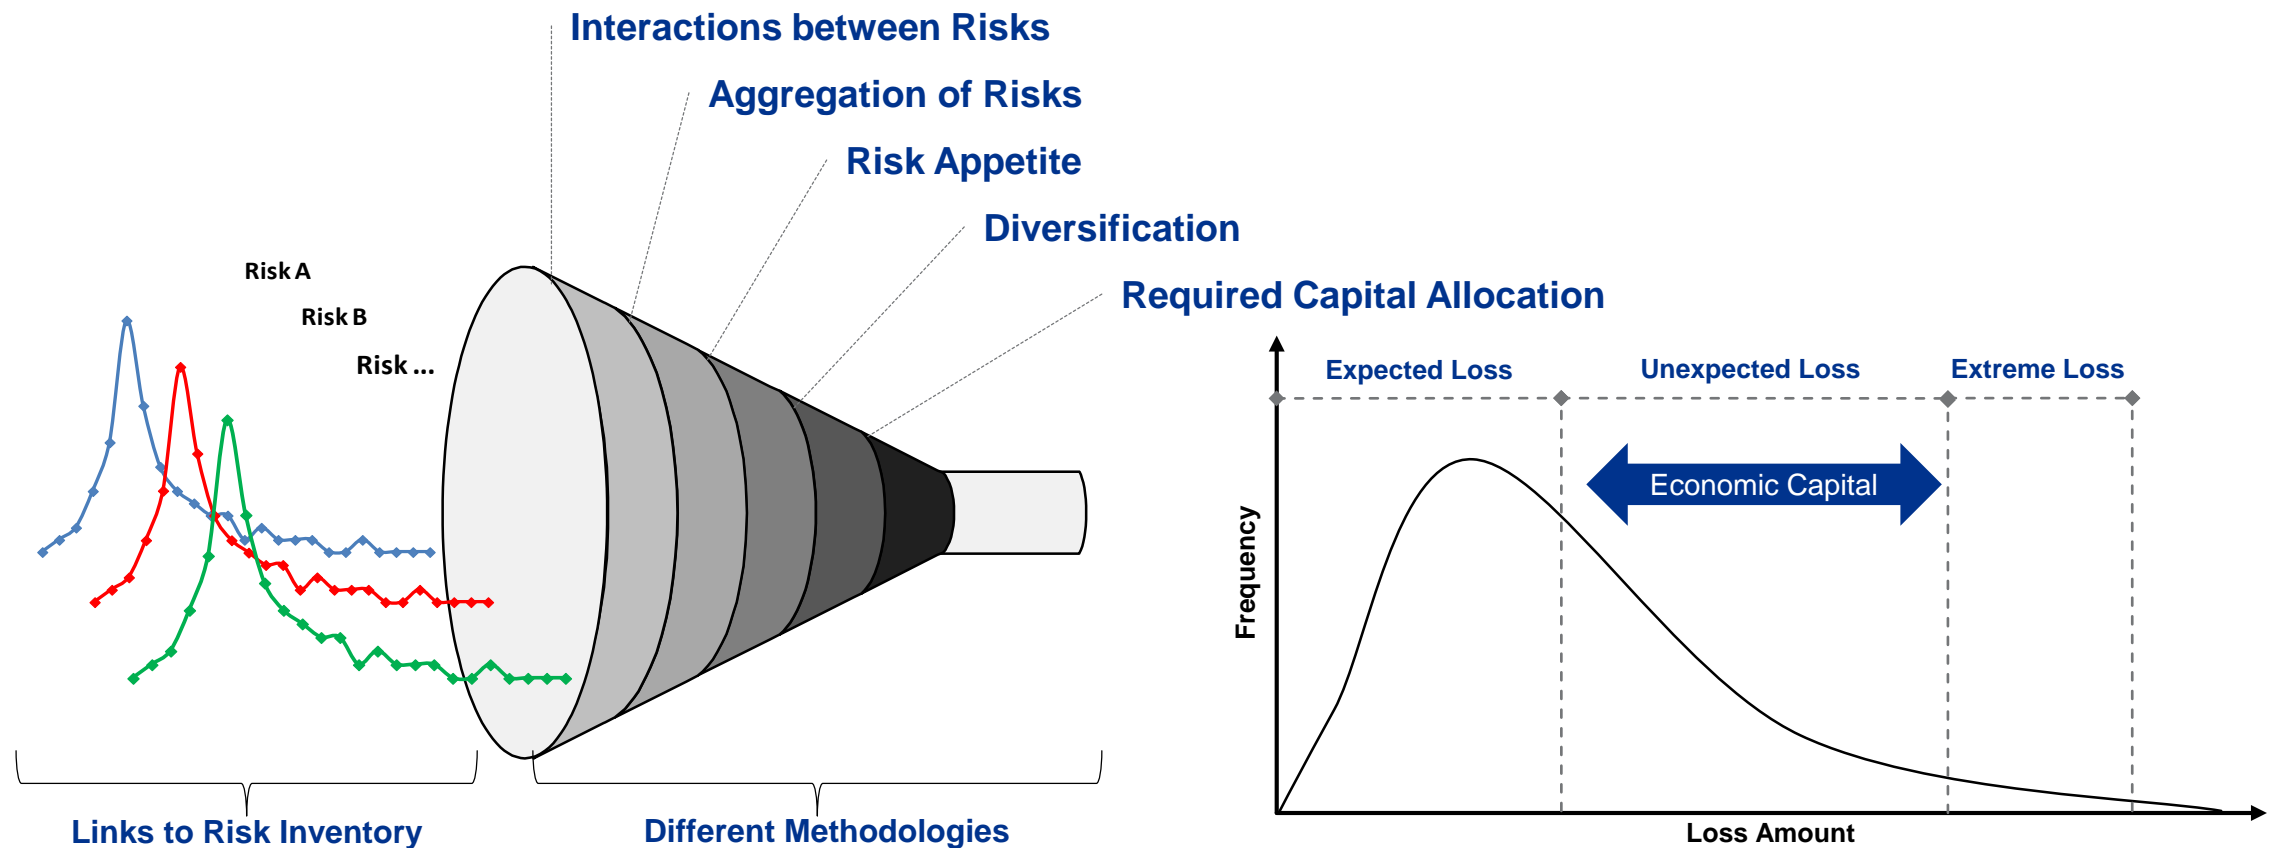 Interactions between Risks
Aggregation of Risks
Risk Appetite
Diversification
Required Capital Allocation
Risk A
Risk B
Risk ...
Links to Risk Inventory
Different Methodologies
Expected Loss
Unexpected Loss
Extreme Loss
Economic Capital
Frequency
Loss Amount